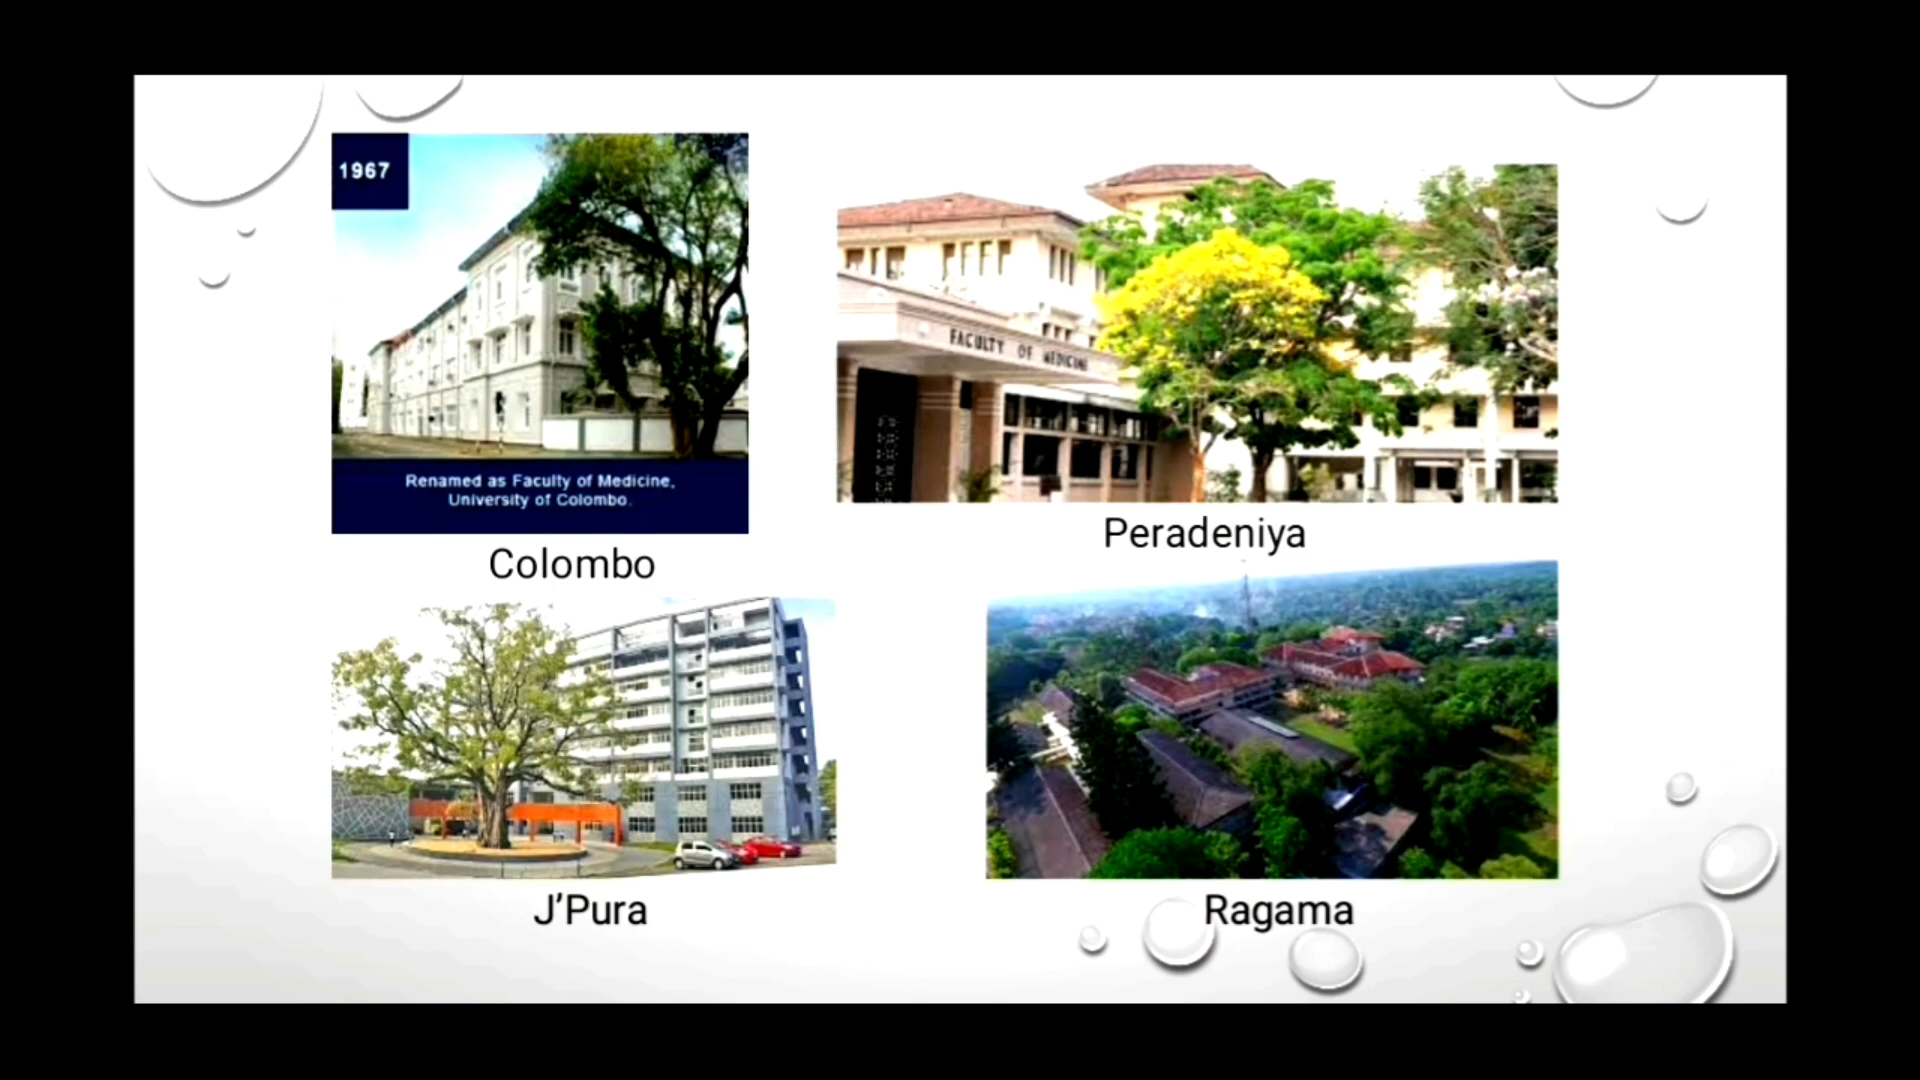 1967
Renamed as Faculty of Medicine,
University of Colombo.
Colombo
FACULTY OF MEDICINE
Peradeniya
J’Pura
Ragama